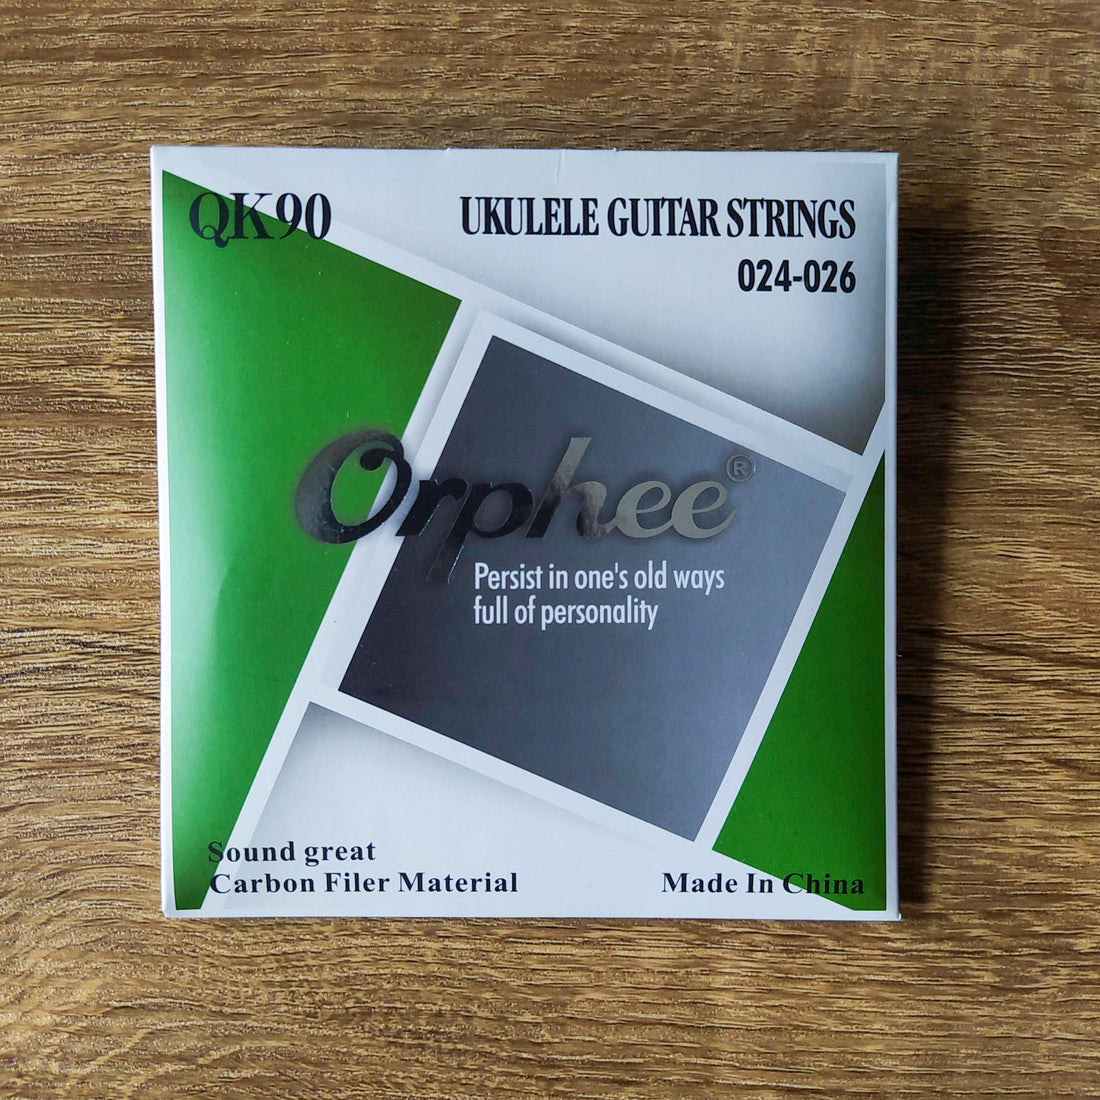 QK90
UKULELE GUITAR STRINGS
024-026
Orphee®
Persist in one's old ways
full of personality
Sound great
Carbon Filer Material
Made In China